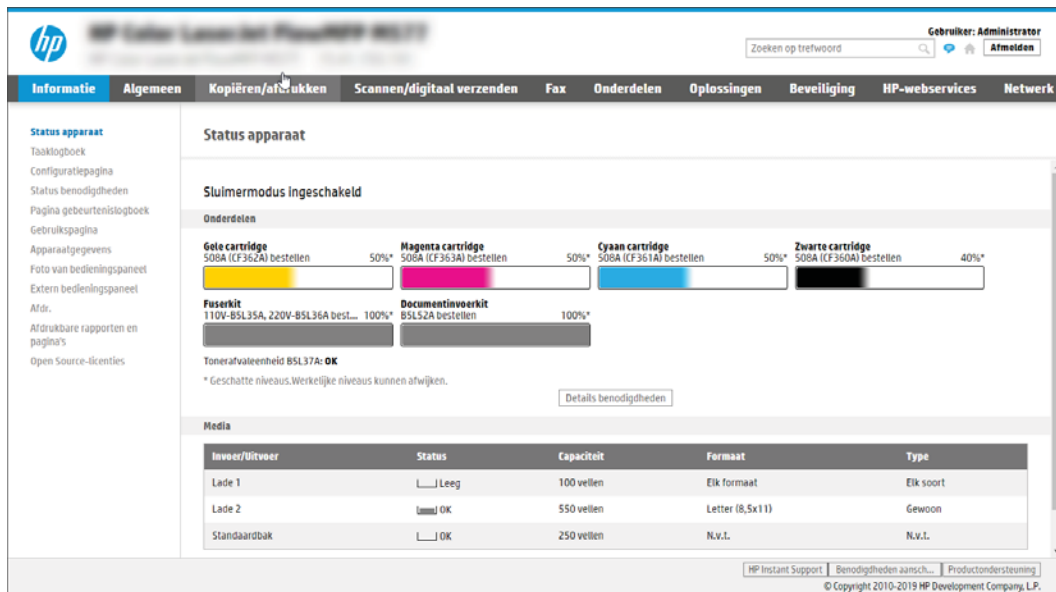 hp
Gebruiker: Administrator
Zoeken op trefwoord
Afmelden
Informatie Algemeen Kopiëren/afdrukken Scannen/digitaal verzenden Fax Onderdelen Oplossingen Beveiliging HP-webservices Netwerk
Status apparaat
Taaklogboek
Configuratiepagina
Status benodigdheden
Pagina gebeurtenislogboek
Gebruikspagina
Apparaatgegevens
Foto van bedieningspaneel
Extern bedieningspaneel
Afdr.
Afdrukbare rapporten en
pagina's
Open Source-licenties
Status apparaat
Sluimermodus ingeschakeld
Onderdelen
Gele cartridge Magenta cartridge Cyaan cartridge Zwarte cartridge
508A (CF362A) bestellen 50%* 508A (CF363A) bestellen 50%* 508A (CF361A) bestellen 50%* 508A (CF360A) bestellen 40%*
Fuserkit Documentinvoerkit
110V-B5L35A, 220V-B5L36A best... 100%* B5L52A bestellen 100%*
Tonerafvaleenheid B5L37A: OK
* Geschatte niveaus.Werkelijke niveaus kunnen afwijken.
Details benodigdheden
Media
Invoer/Uitvoer Status Capaciteit Formaat Type
Lade 1 Leeg 100 vellen Elk formaat Elk soort
Lade 2 OK 550 vellen Letter (8,5x11) Gewoon
Standaardbak OK 250 vellen N.v.t. N.v.t.
HP Instant Support Benodigdheden aansch... Productondersteuning
© Copyright 2010-2019 HP Development Company, L.P.